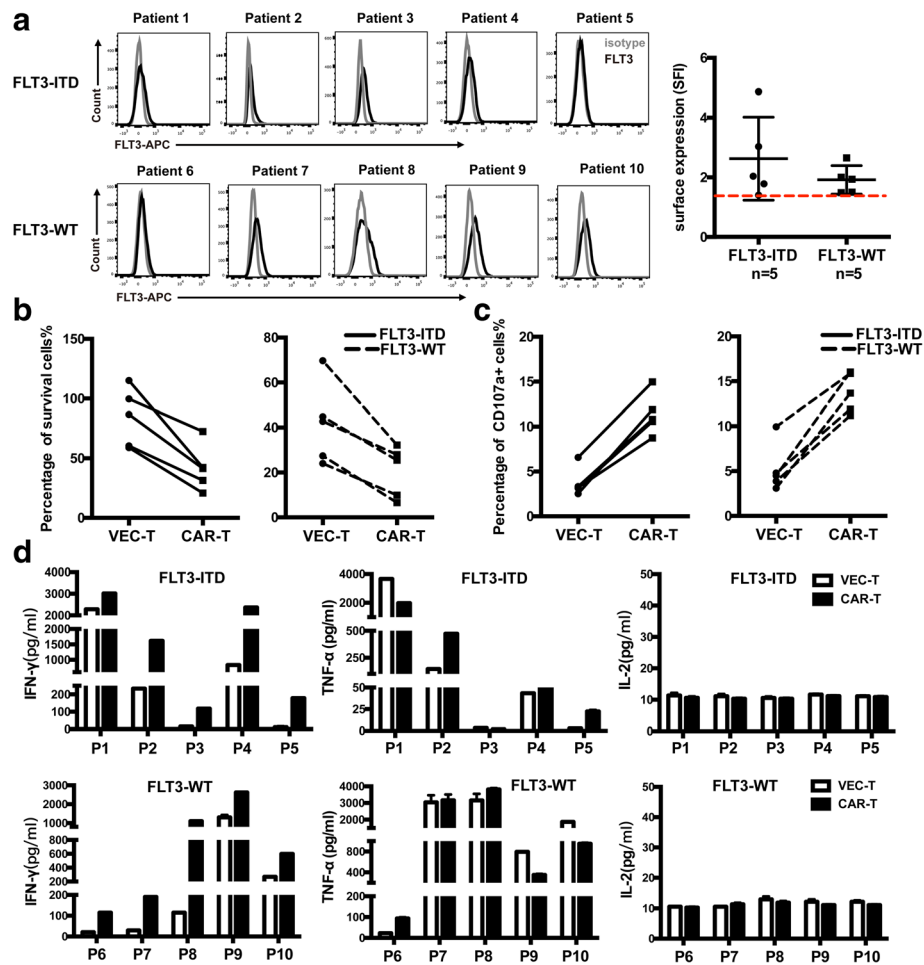 a
Patient 1 Patient 2 Patient 3 Patient 4 Patient 5
isotype
FLT3
FLT3-ITD
Count
FLT3-APC
Patient 6 Patient 7 Patient 8 Patient 9 Patient 10
FLT3-WT
Count
FLT3-APC
surface expression (SFI)
6
4
2
0
FLT3-ITD FLT3-WT
n=5 n=5
b
Percentage of survival cells%
150
100
50
0
VEC-T CAR-T
80
60
40
20
0
FLT3-ITD
FLT3-WT
VEC-T CAR-T
c
Percentage of CD107a+ cells%
20
15
10
5
0
VEC-T CAR-T
20
15
10
5
0
FLT3-ITD
FLT3-WT
VEC-T CAR-T
d
FLT3-ITD
IFN-γ(pg/ml)
4000
3000
2000
2000
1500
1000
200
100
0
P1 P2 P3 P4 P5
FLT3-ITD
TNF-α (pg/ml)
4000
2000
500
250
50
25
0
P1 P2 P3 P4 P5
FLT3-ITD
VEC-T
CAR-T
IL-2(pg/ml)
50
40
30
20
10
0
P1 P2 P3 P4 P5
FLT3-WT
IFN-γ(pg/ml)
3000
2000
1000
800
600
400
200
200
100
0
P6 P7 P8 P9 P10
FLT3-WT
TNF-α (pg/ml)
4000
3000
2000
1000
800
400
200
100
0
P6 P7 P8 P9 P10
FLT3-WT
VEC-T
CAR-T
IL-2(pg/ml)
50
40
30
20
10
0
P6 P7 P8 P9 P10